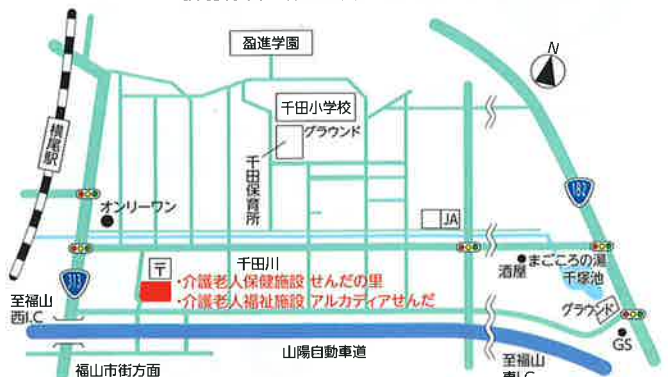 N
盈進学園
千田小学校
グラウンド
横尾駅
千田保育所
182
オンリーワン
JA
千田川
〒
・介護老人保健施設 せんだの里
・介護老人福祉施設 アルカディアせんだ
313
酒屋
まごころの湯
千塚池
グラウンド
至福山
西I.C
GS
山陽自動車道
福山市街方面
至福山